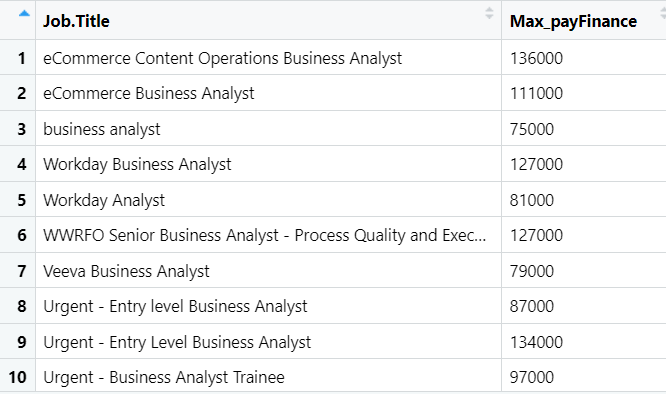 Job.Title Max_payFinance
1 eCommerce Content Operations Business Analyst 136000
2 eCommerce Business Analyst 111000
3 business analyst 75000
4 Workday Business Analyst 127000
5 Workday Analyst 81000
6 WWRFO Senior Business Analyst - Process Quality and Exec... 127000
7 Veeva Business Analyst 79000
8 Urgent - Entry level Business Analyst 87000
9 Urgent - Entry Level Business Analyst 134000
10 Urgent - Business Analyst Trainee 97000